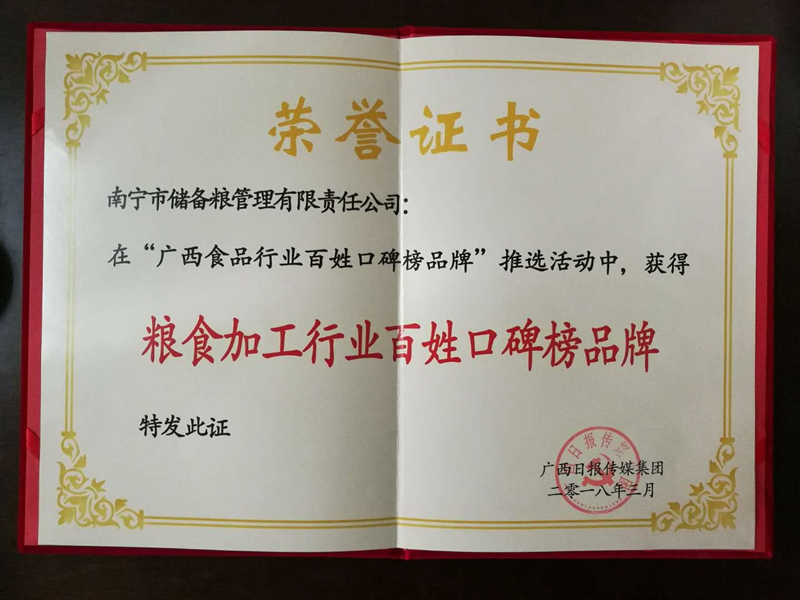 荣誉证书
南宁市储备粮管理有限责任公司：
在“广西食品行业百姓口碑榜品牌”推选活动中，获得
粮食加工行业百姓口碑榜品牌
特发此证
广西日报传媒集团
二零一八年三月